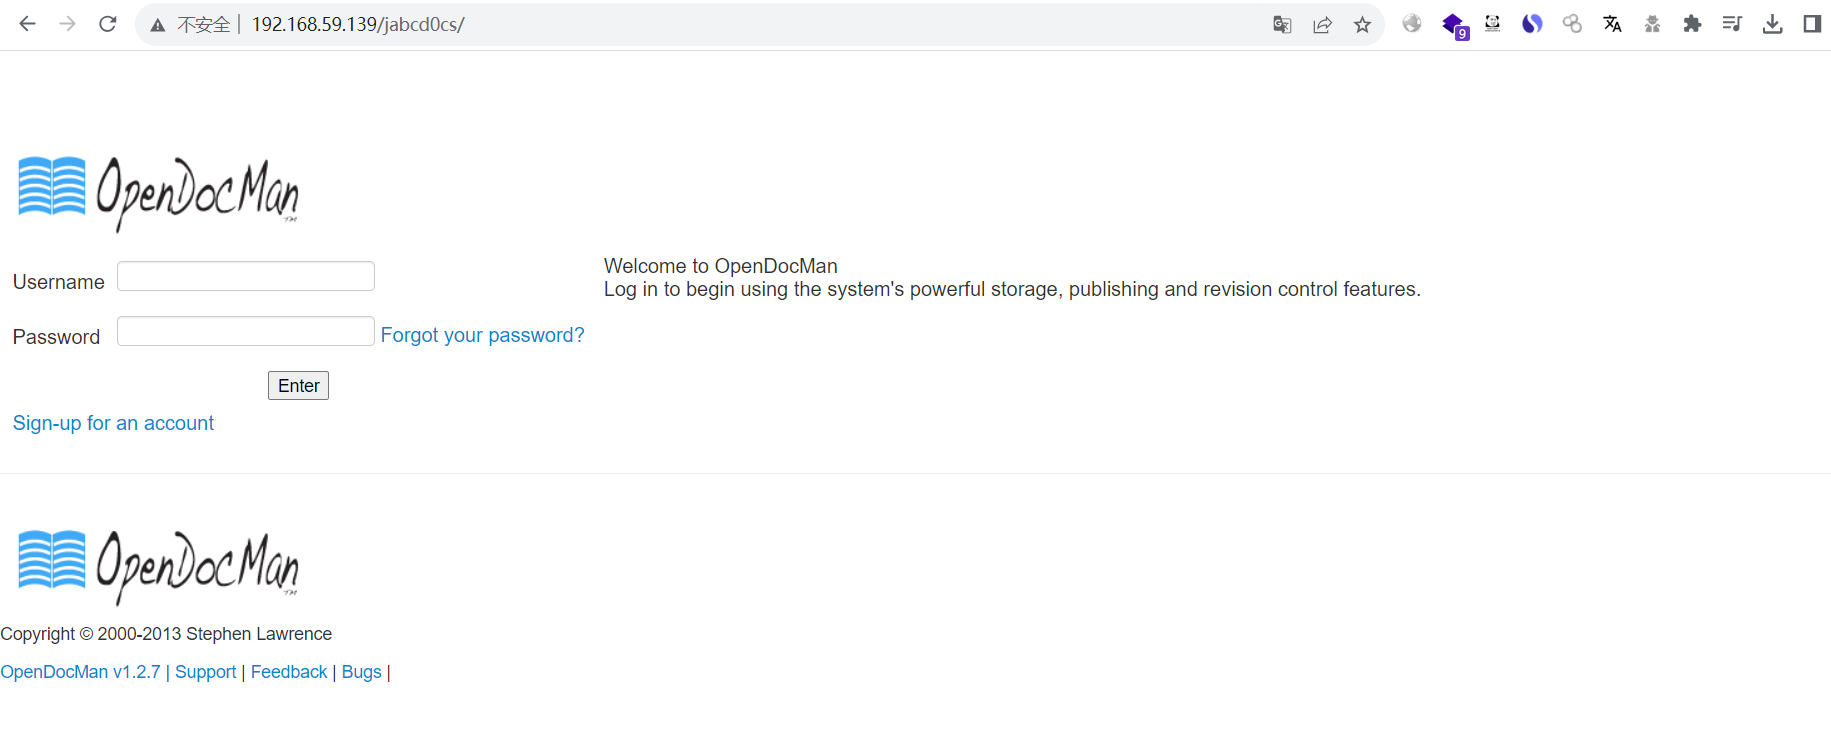 不安全 192.168.59.139/jabcd0cs/
9
OpenDocMan™
Username
Password Forgot your password?
Enter
Sign-up for an account
Welcome to OpenDocMan
Log in to begin using the system's powerful storage, publishing and revision control features.
OpenDocMan™
Copyright © 2000-2013 Stephen Lawrence
OpenDocMan v1.2.7 | Support | Feedback | Bugs |